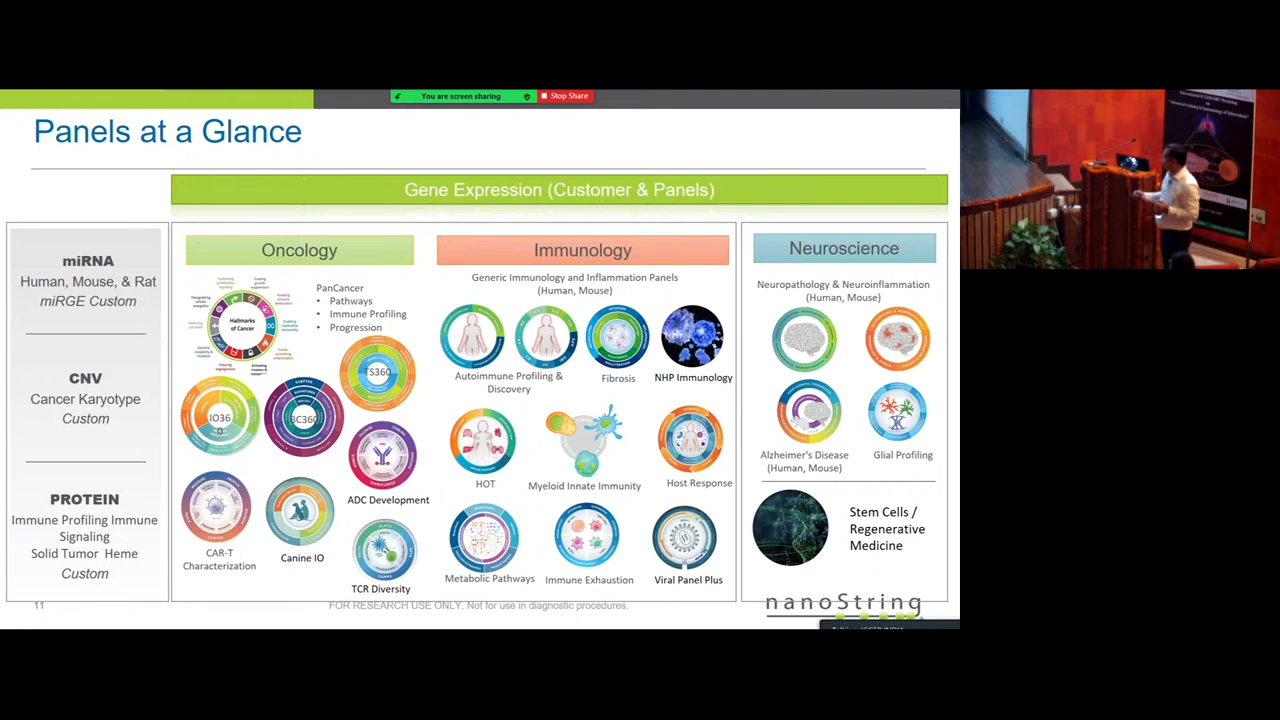 You are screen sharing
Stop Share
Panels at a Glance
Gene Expression (Customer & Panels)
miRNA
Human, Mouse, & Rat
miRGE Custom
CNV
Cancer Karyotype
Custom
PROTEIN
Immune Profiling Immune
Signaling
Solid Tumor Heme
Custom
Oncology
Hallmarks
of Cancer
PanCancer
• Pathways
• Immune Profiling
• Progression
TS360
IO36
0
BC360
ADC Development
CAR-T
Characterization
Canine IO
TCR Diversity
Immunology
Generic Immunology and Inflammation Panels
(Human, Mouse)
Autoimmune Profiling &
Discovery
Fibrosis
NHP Immunology
HOT
Myeloid Innate Immunity
Host Response
Metabolic Pathways
Immune Exhaustion
Viral Panel Plus
Neuroscience
Neuropathology & Neuroinflammation
(Human, Mouse)
Alzheimer's Disease
(Human, Mouse)
Glial Profiling
Stem Cells /
Regenerative
Medicine
11
FOR RESEARCH USE ONLY. Not for use in diagnostic procedures.
nanoString